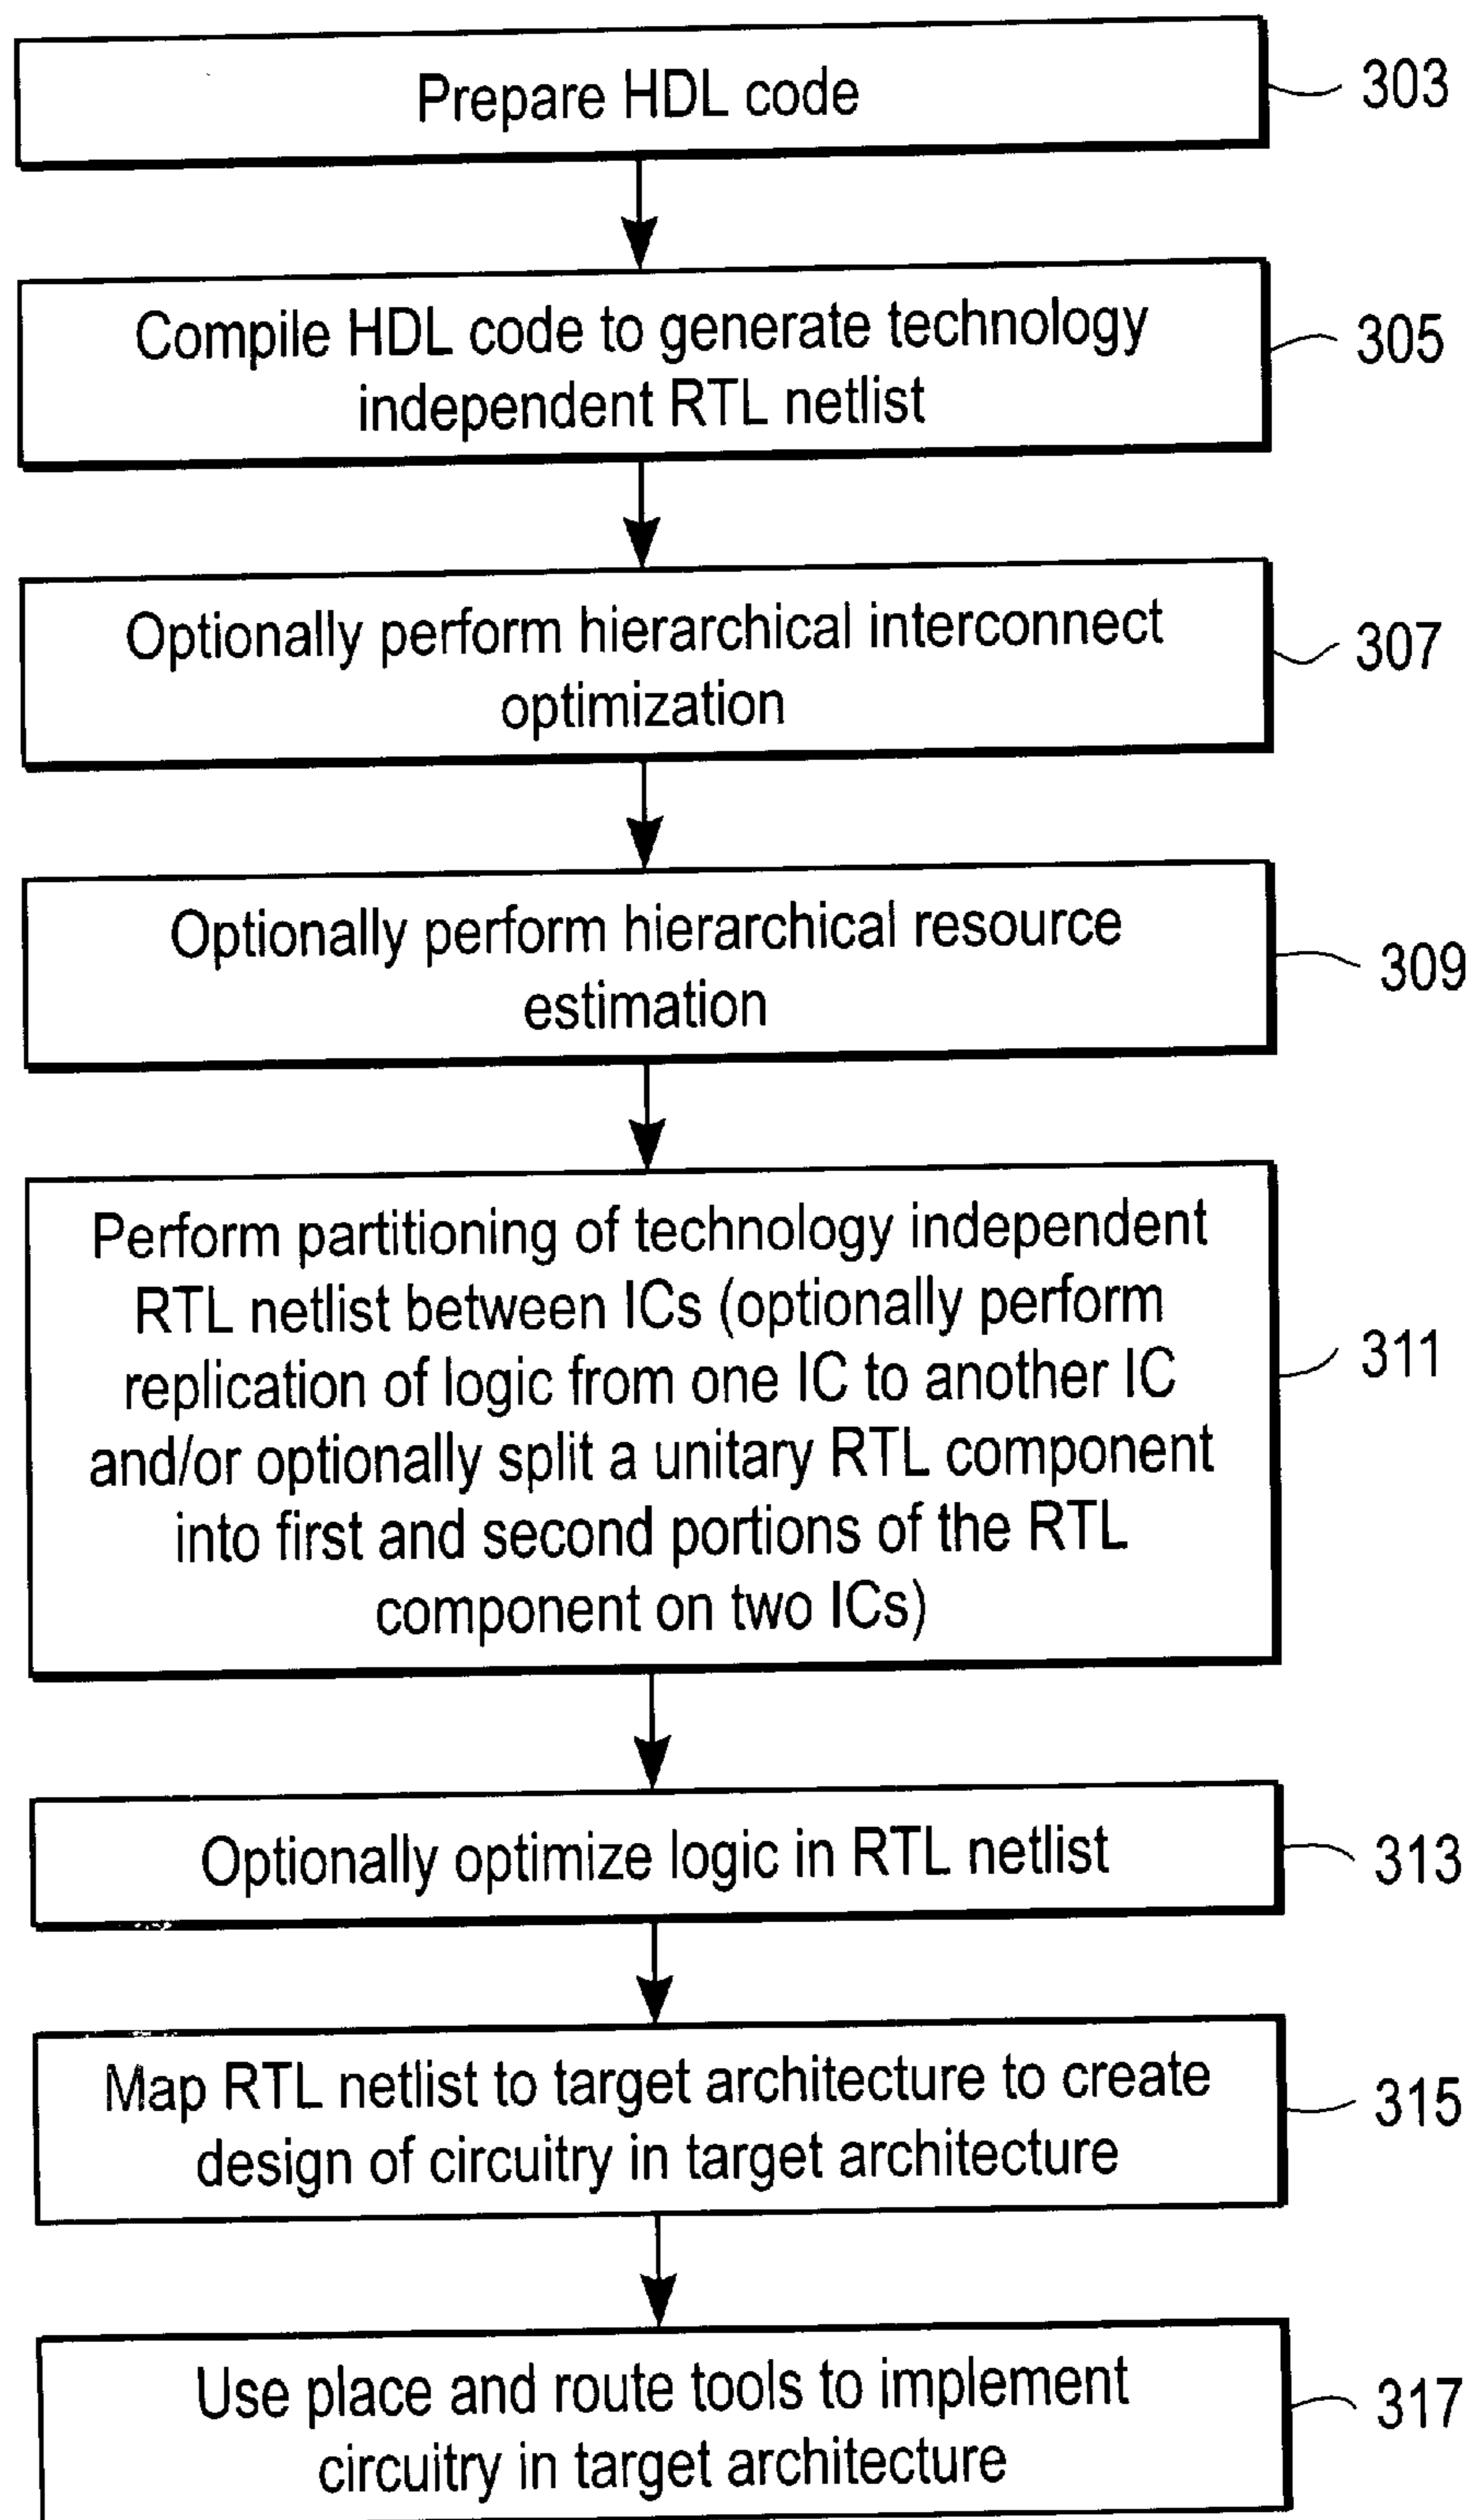 Prepare HDL code
303
Compile HDL code to generate technology
independent RTL netlist
305
Optionally perform hierarchical interconnect
optimization
307
Optionally perform hierarchical resource
estimation
309
Perform partitioning of technology independent
RTL netlist between ICs (optionally perform
replication of logic from one IC to another IC
and/or optionally split a unitary RTL component
into first and second portions of the RTL
component on two ICs)
311
Optionally optimize logic in RTL netlist
313
Map RTL netlist to target architecture to create
design of circuitry in target architecture
315
Use place and route tools to implement
circuitry in target architecture
317